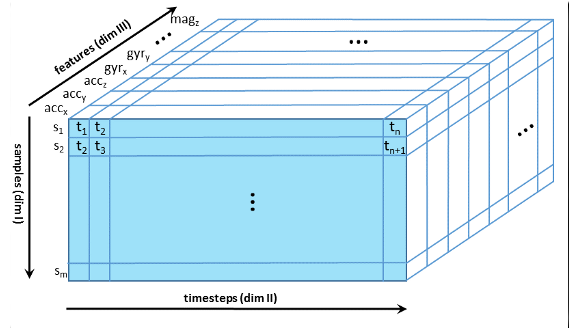 features (dim III)
mag_z
...
gyr_y
gyr_x
acc_z
acc_y
acc_x
...
s_1 t_1 t_2 t_n
s_2 t_2 t_3 t_n+1
...
...
s_m
samples (dim I)
timesteps (dim II)